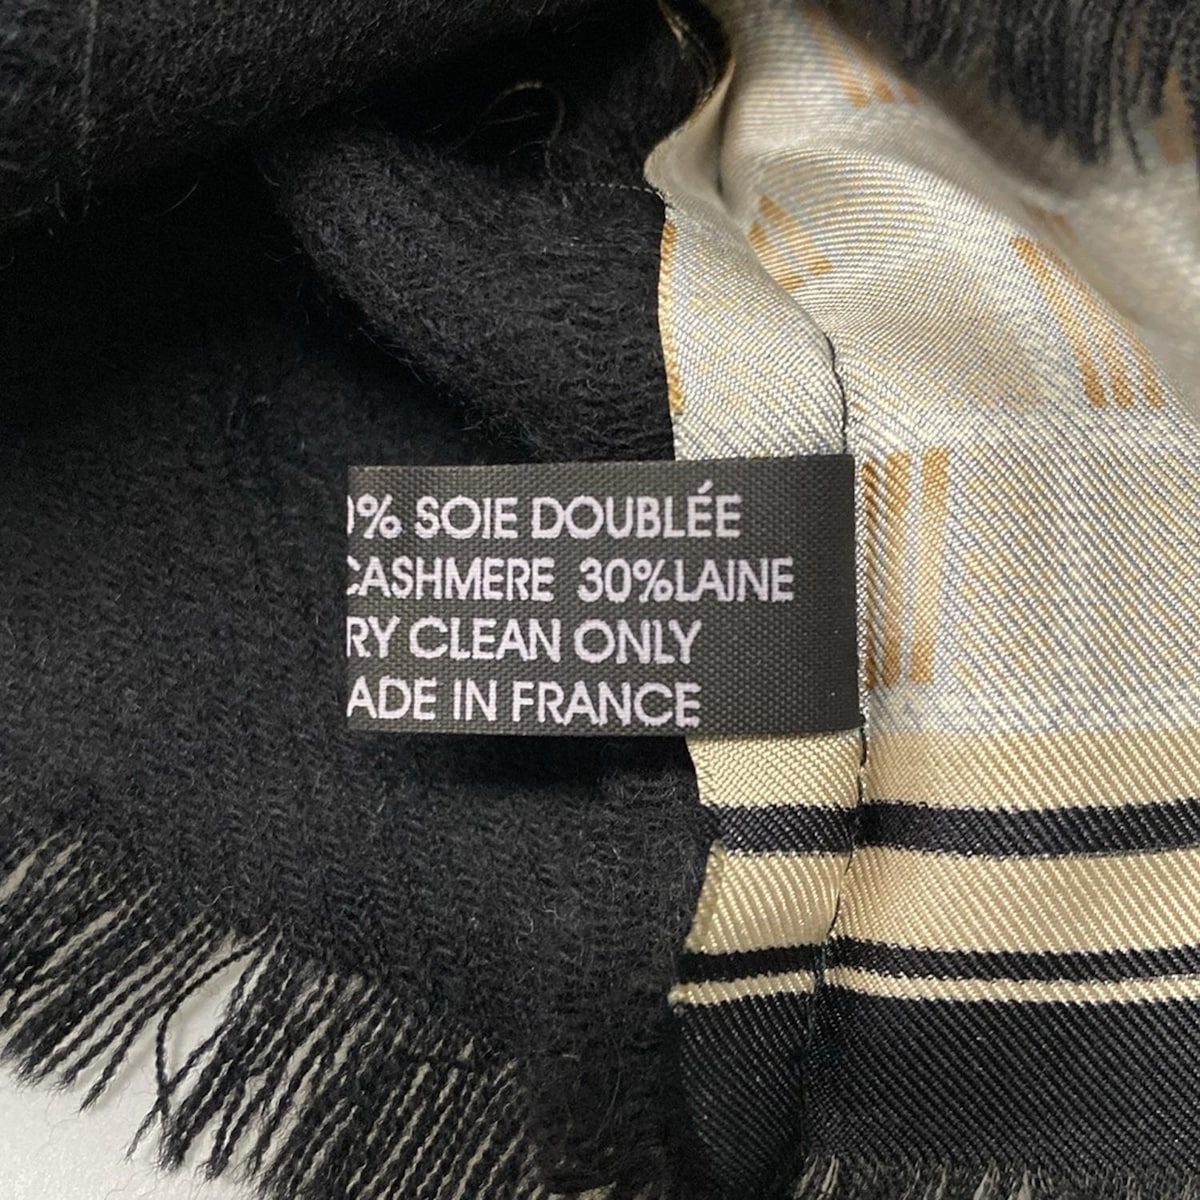 0% SOIE DOUBLÉE
CASHMERE 30%LAINE
RY CLEAN ONLY
ADE IN FRANCE